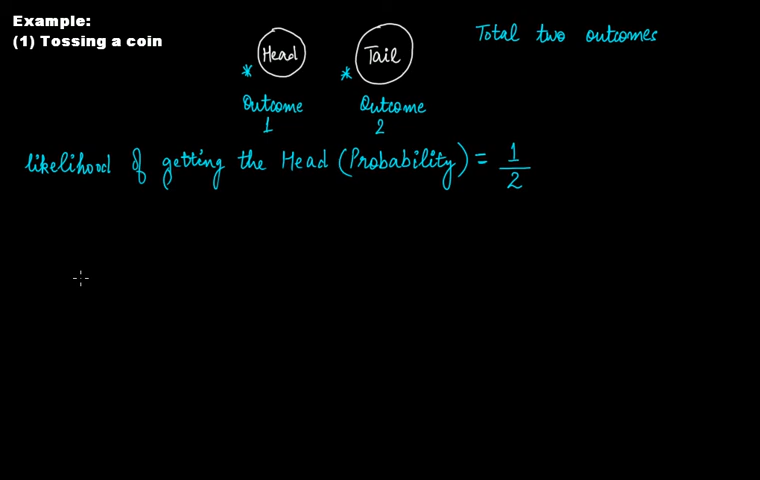 Example:
(1) Tossing a coin
Head
Tail
Total two outcomes
* Outcome 1
* Outcome 2
likelihood of getting the Head (Probability) = 1/2